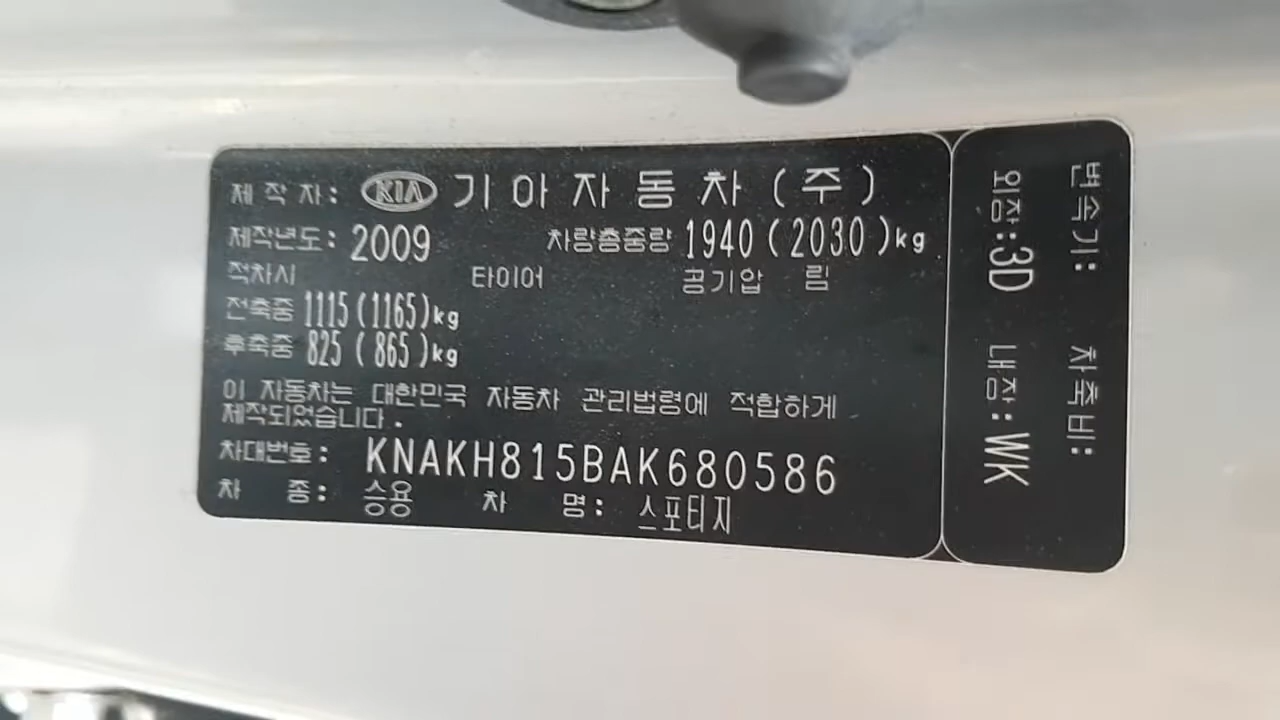 제 작 자: KIA 기아자동차(주)
제작년도: 2009 차량총중량 1940(2030)kg
적차시 타이어 공기압 림
전축중 1115(1165)kg
후축중 825(865)kg
이 자동차는 대한민국 자동차 관리법령에 적합하게
제작되었습니다.
차대번호: KNAKH815BAK680586
차 종: 승용 차 명: 스포티지
변속기: 차축비:
외장:3D 내장:WK